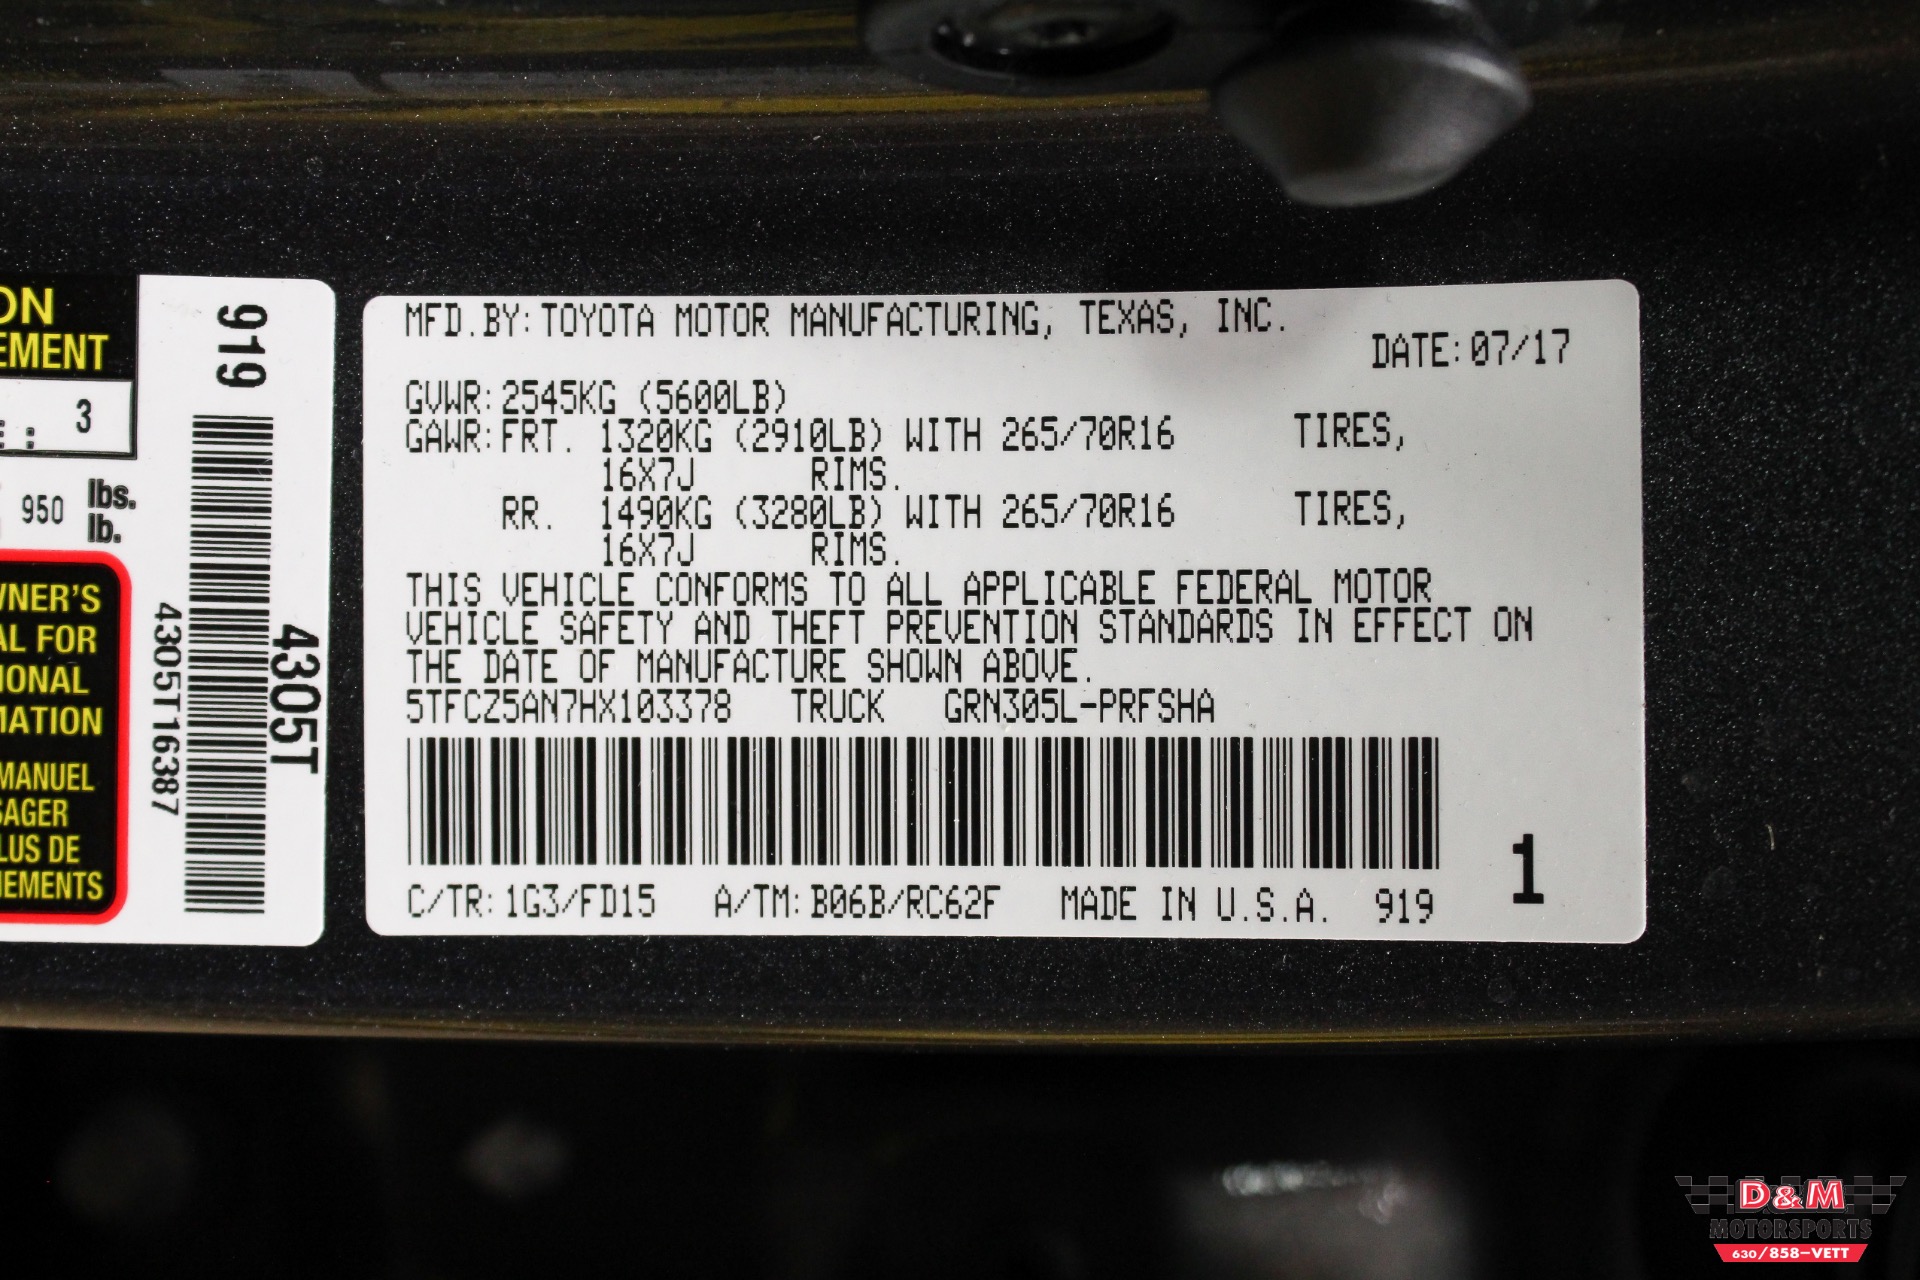 ON
EMENT
E : 3
950 lbs.
lb.
WNER'S
AL FOR
IONAL
MATION
MANUEL
SAGER
LUS DE
NEMENTS
919
4305T16387
4305T
MFD.BY: TOYOTA MOTOR MANUFACTURING, TEXAS, INC.
DATE: 07/17
GVWR: 2545KG (5600LB)
GAWR: FRT. 1320KG (2910LB) WITH 265/70R16 TIRES,
16X7J RIMS.
RR. 1490KG (3280LB) WITH 265/70R16 TIRES,
16X7J RIMS.
THIS VEHICLE CONFORMS TO ALL APPLICABLE FEDERAL MOTOR
VEHICLE SAFETY AND THEFT PREVENTION STANDARDS IN EFFECT ON
THE DATE OF MANUFACTURE SHOWN ABOVE.
5TFCZ5AN7HX103378 TRUCK GRN305L-PRFSHA
C/TR: 1G3/FD15 A/TM: B06B/RC62F MADE IN U.S.A. 919
1
D&M
MOTORSPORTS
630/858-VETT